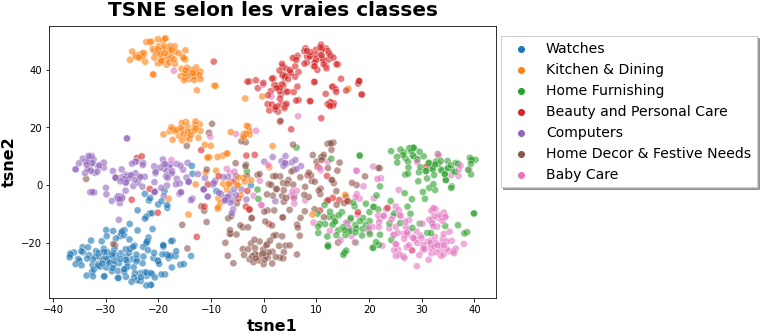 TSNE selon les vraies classes
tsne2
40
20
0
−20
−40 −30 −20 −10 0 10 20 30 40
tsne1
Watches
Kitchen & Dining
Home Furnishing
Beauty and Personal Care
Computers
Home Decor & Festive Needs
Baby Care